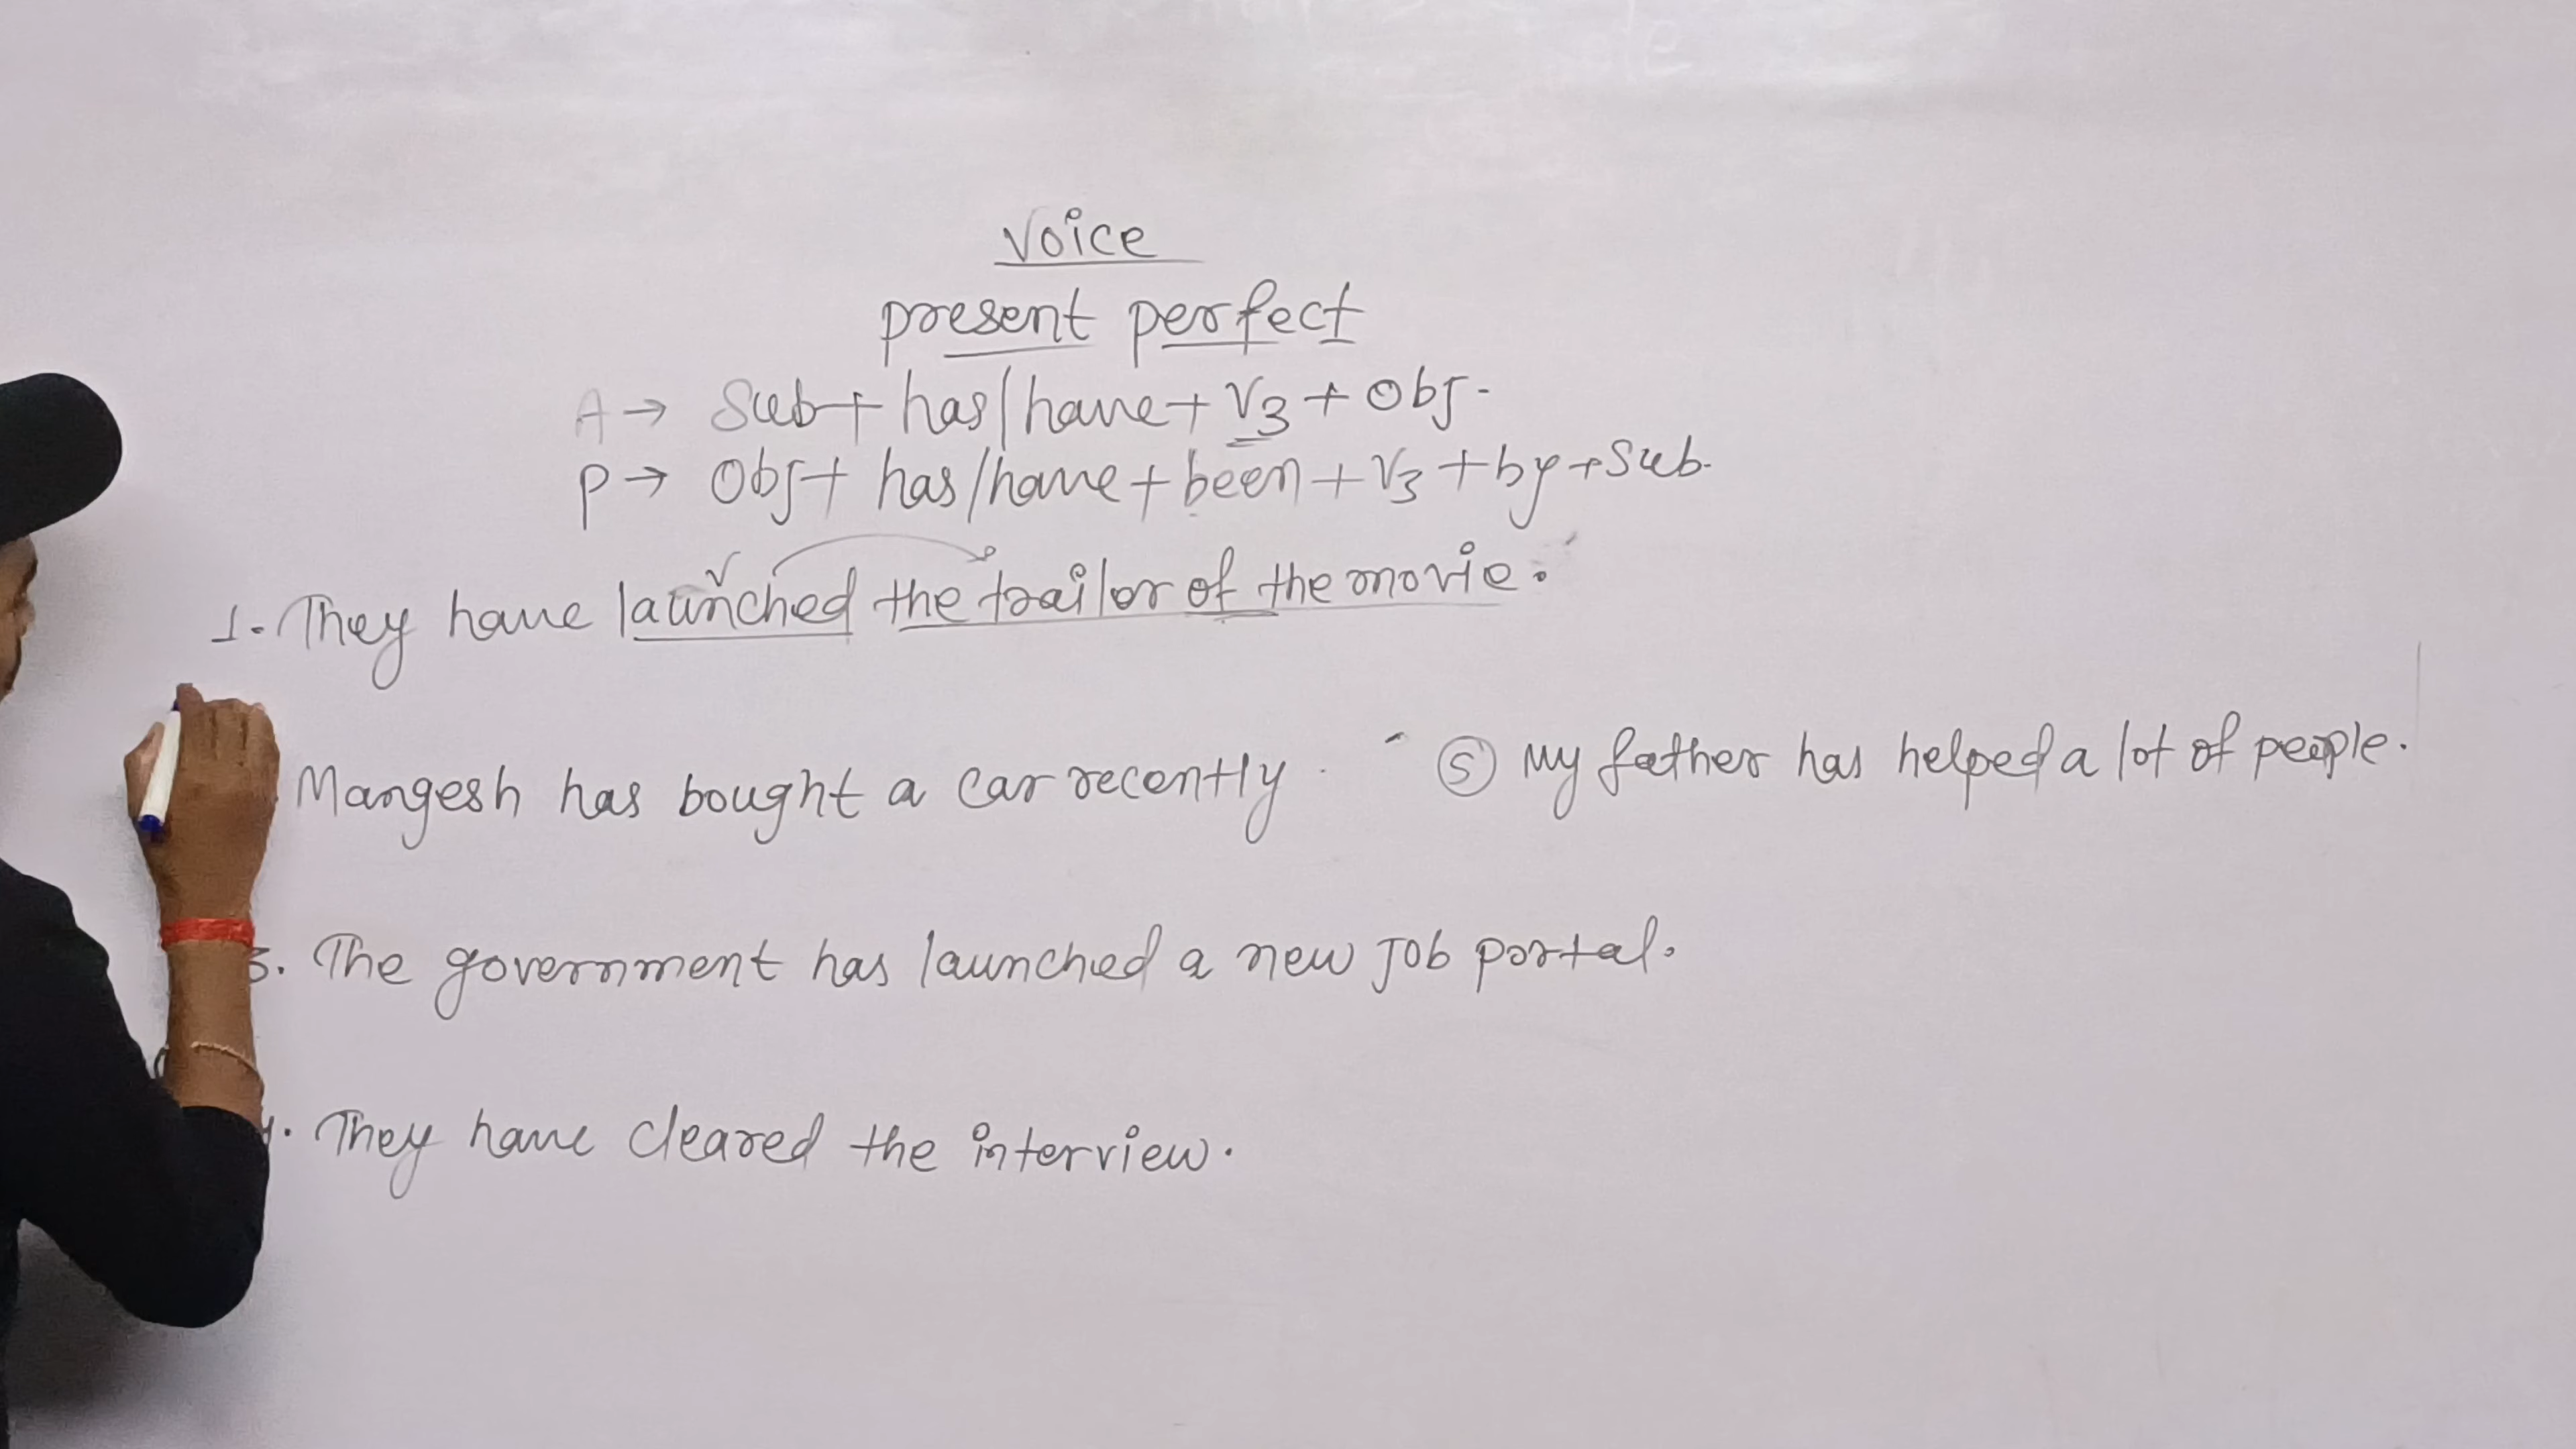 Voice
present perfect
A → Sub + has/have + V3 + Obj.
P → Obj + has/have + been + V3 + by + Sub.
1. They have launched the trailor of the movie.
Mangesh has bought a car recently.
5 My father has helped a lot of people.
3. The government has launched a new Job portal.
4. They have cleared the interview.